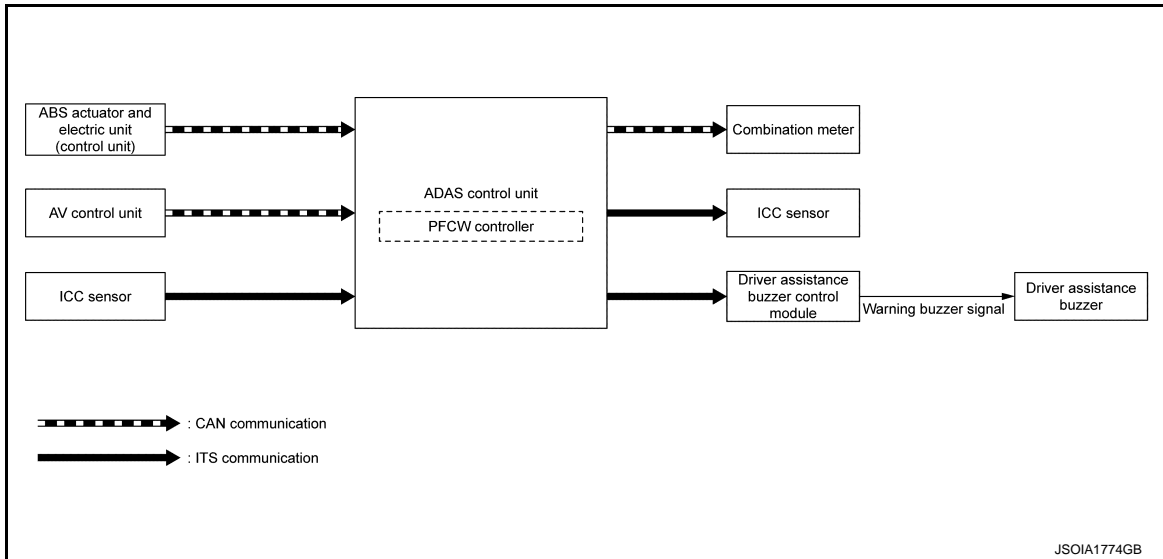 ABS actuator and
electric unit
(control unit)
AV control unit
ICC sensor
ADAS control unit
PFCW controller
Combination meter
ICC sensor
Driver assistance
buzzer control
module
Warning buzzer signal
Driver assistance
buzzer
: CAN communication
: ITS communication
JSOIA1774GB